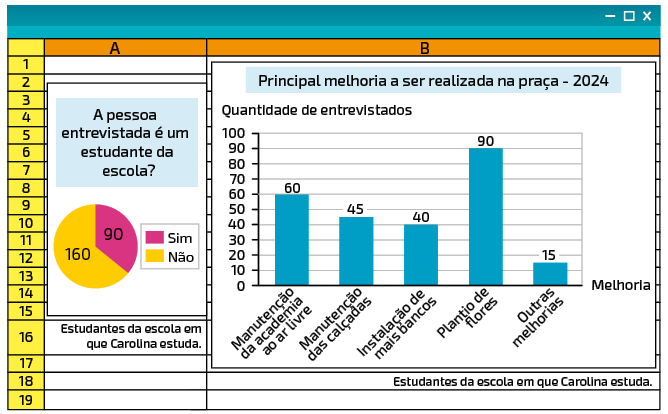 A
B
1
2
3
4
5
6
7
8
9
10
11
12
13
14
15
16
17
18
19
A pessoa
entrevistada é um
estudante da
escola?
90
160
Sim
Não
Estudantes da escola em
que Carolina estuda.
Principal melhoria a ser realizada na praça - 2024
Quantidade de entrevistados
100
90
80
70
60
50
40
30
20
10
0
60
45
40
90
15
Melhoria
Manutenção
da academia
ao ar livre
Manutenção
das calçadas
Instalação de
mais bancos
Plantio de
flores
Outras
melhorias
Estudantes da escola em que Carolina estuda.